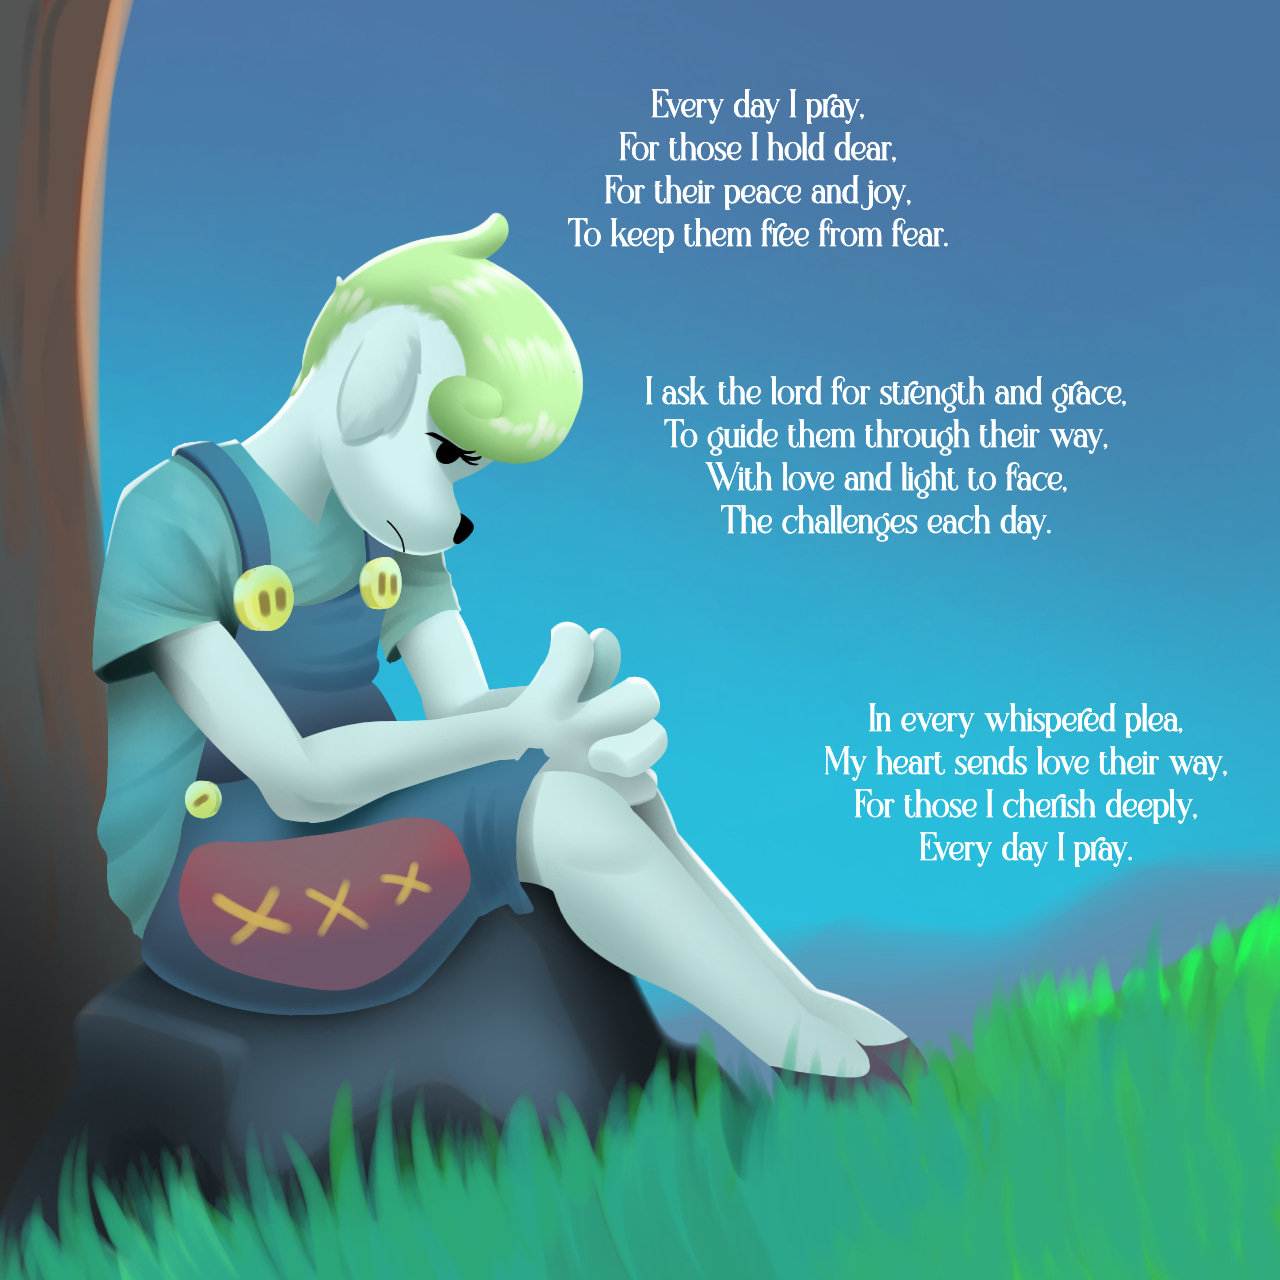 Every day I pray,
For those I hold dear,
For their peace and joy,
To keep them free from fear.
I ask the lord for strength and grace,
To guide them through their way,
With love and light to face,
The challenges each day.
In every whispered plea,
My heart sends love their way,
For those I cherish deeply,
Every day I pray.